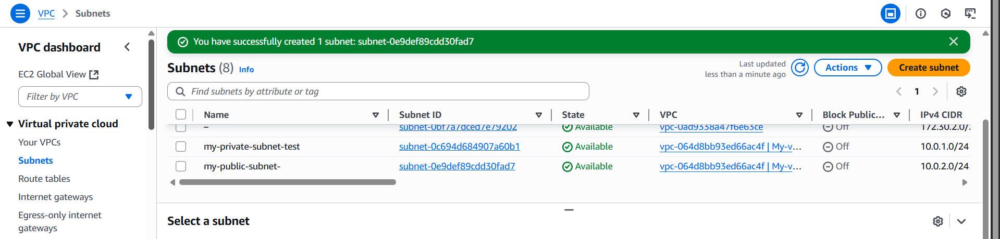 VPC > Subnets
VPC dashboard
EC2 Global View
Filter by VPC
Virtual private cloud
Your VPCs
Subnets
Route tables
Internet gateways
Egress-only internet
gateways
You have successfully created 1 subnet: subnet-0e9def89cdd30fad7
Subnets (8) Info
Last updated
less than a minute ago
Actions
Create subnet
Find subnets by attribute or tag
1
Name Subnet ID State VPC Block Public... IPv4 CIDR
– subnet-0bf7a7dced7e79202 Available vpc-0ad9338a47f6e63ce Off 172.30.2.0/
my-private-subnet-test subnet-0c694d684907a60b1 Available vpc-064d8bb93ed66ac4f | My-v... Off 10.0.1.0/24
my-public-subnet- subnet-0e9def89cdd30fad7 Available vpc-064d8bb93ed66ac4f | My-v... Off 10.0.2.0/24
Select a subnet